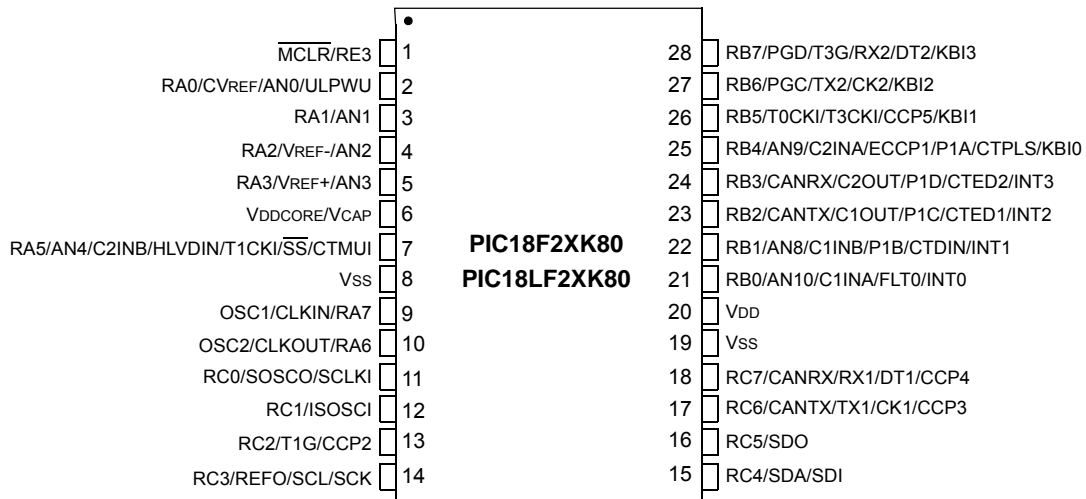 MCLR/RE3 1 28 RB7/PGD/T3G/RX2/DT2/KBI3
RA0/CVREF/AN0/ULPWU 2 27 RB6/PGC/TX2/CK2/KBI2
RA1/AN1 3 26 RB5/T0CKI/T3CKI/CCP5/KBI1
RA2/VREF-/AN2 4 25 RB4/AN9/C2INA/ECCP1/P1A/CTPLS/KBI0
RA3/VREF+/AN3 5 24 RB3/CANRX/C2OUT/P1D/CTED2/INT3
VDDCORE/VCAP 6 23 RB2/CANTX/C1OUT/P1C/CTED1/INT2
RA5/AN4/C2INB/HLVDIN/T1CKI/SS/CTMUI 7 PIC18F2XK80 22 RB1/AN8/C1INB/P1B/CTDIN/INT1
VSS 8 PIC18LF2XK80 21 RB0/AN10/C1INA/FLT0/INT0
OSC1/CLKIN/RA7 9 20 VDD
OSC2/CLKOUT/RA6 10 19 VSS
RC0/SOSCO/SCLKI 11 18 RC7/CANRX/RX1/DT1/CCP4
RC1/ISOSCI 12 17 RC6/CANTX/TX1/CK1/CCP3
RC2/T1G/CCP2 13 16 RC5/SDO
RC3/REFO/SCL/SCK 14 15 RC4/SDA/SDI